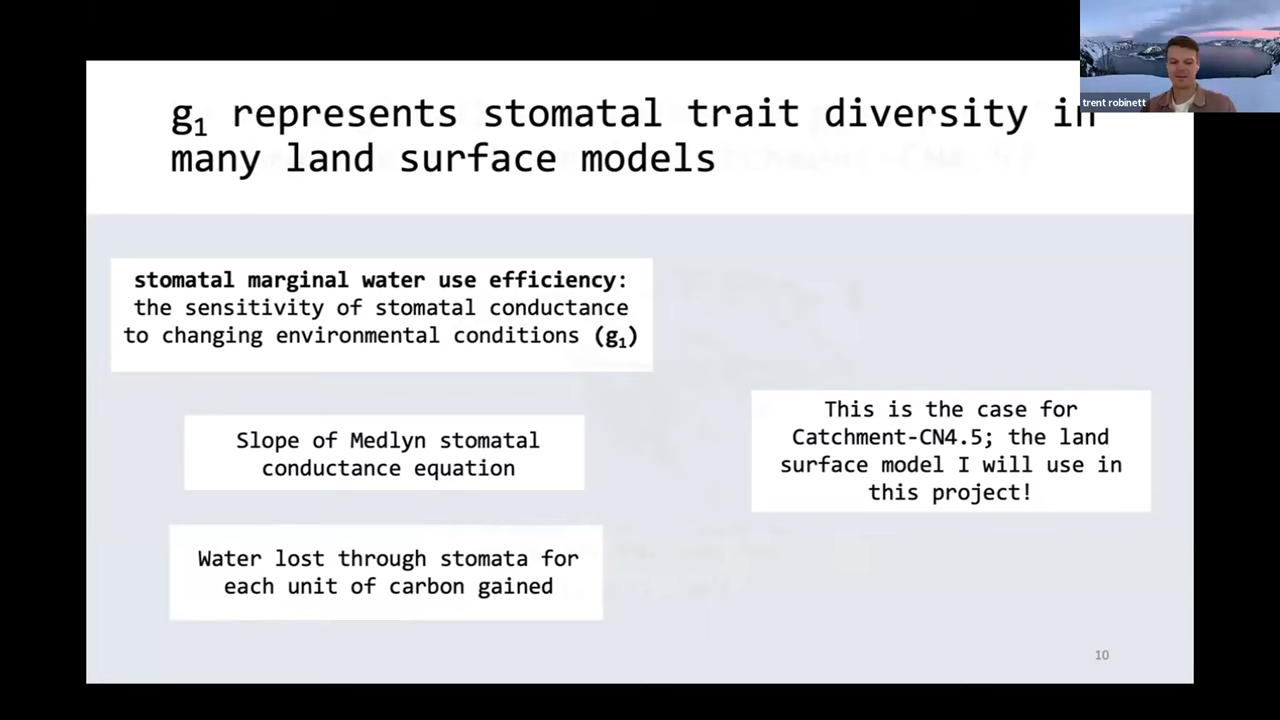 trent robinett
g₁ represents stomatal trait diversity in
many land surface models
stomatal marginal water use efficiency:
the sensitivity of stomatal conductance
to changing environmental conditions (g₁)
Slope of Medlyn stomatal
conductance equation
Water lost through stomata for
each unit of carbon gained
This is the case for
Catchment-CN4.5; the land
surface model I will use in
this project!
10